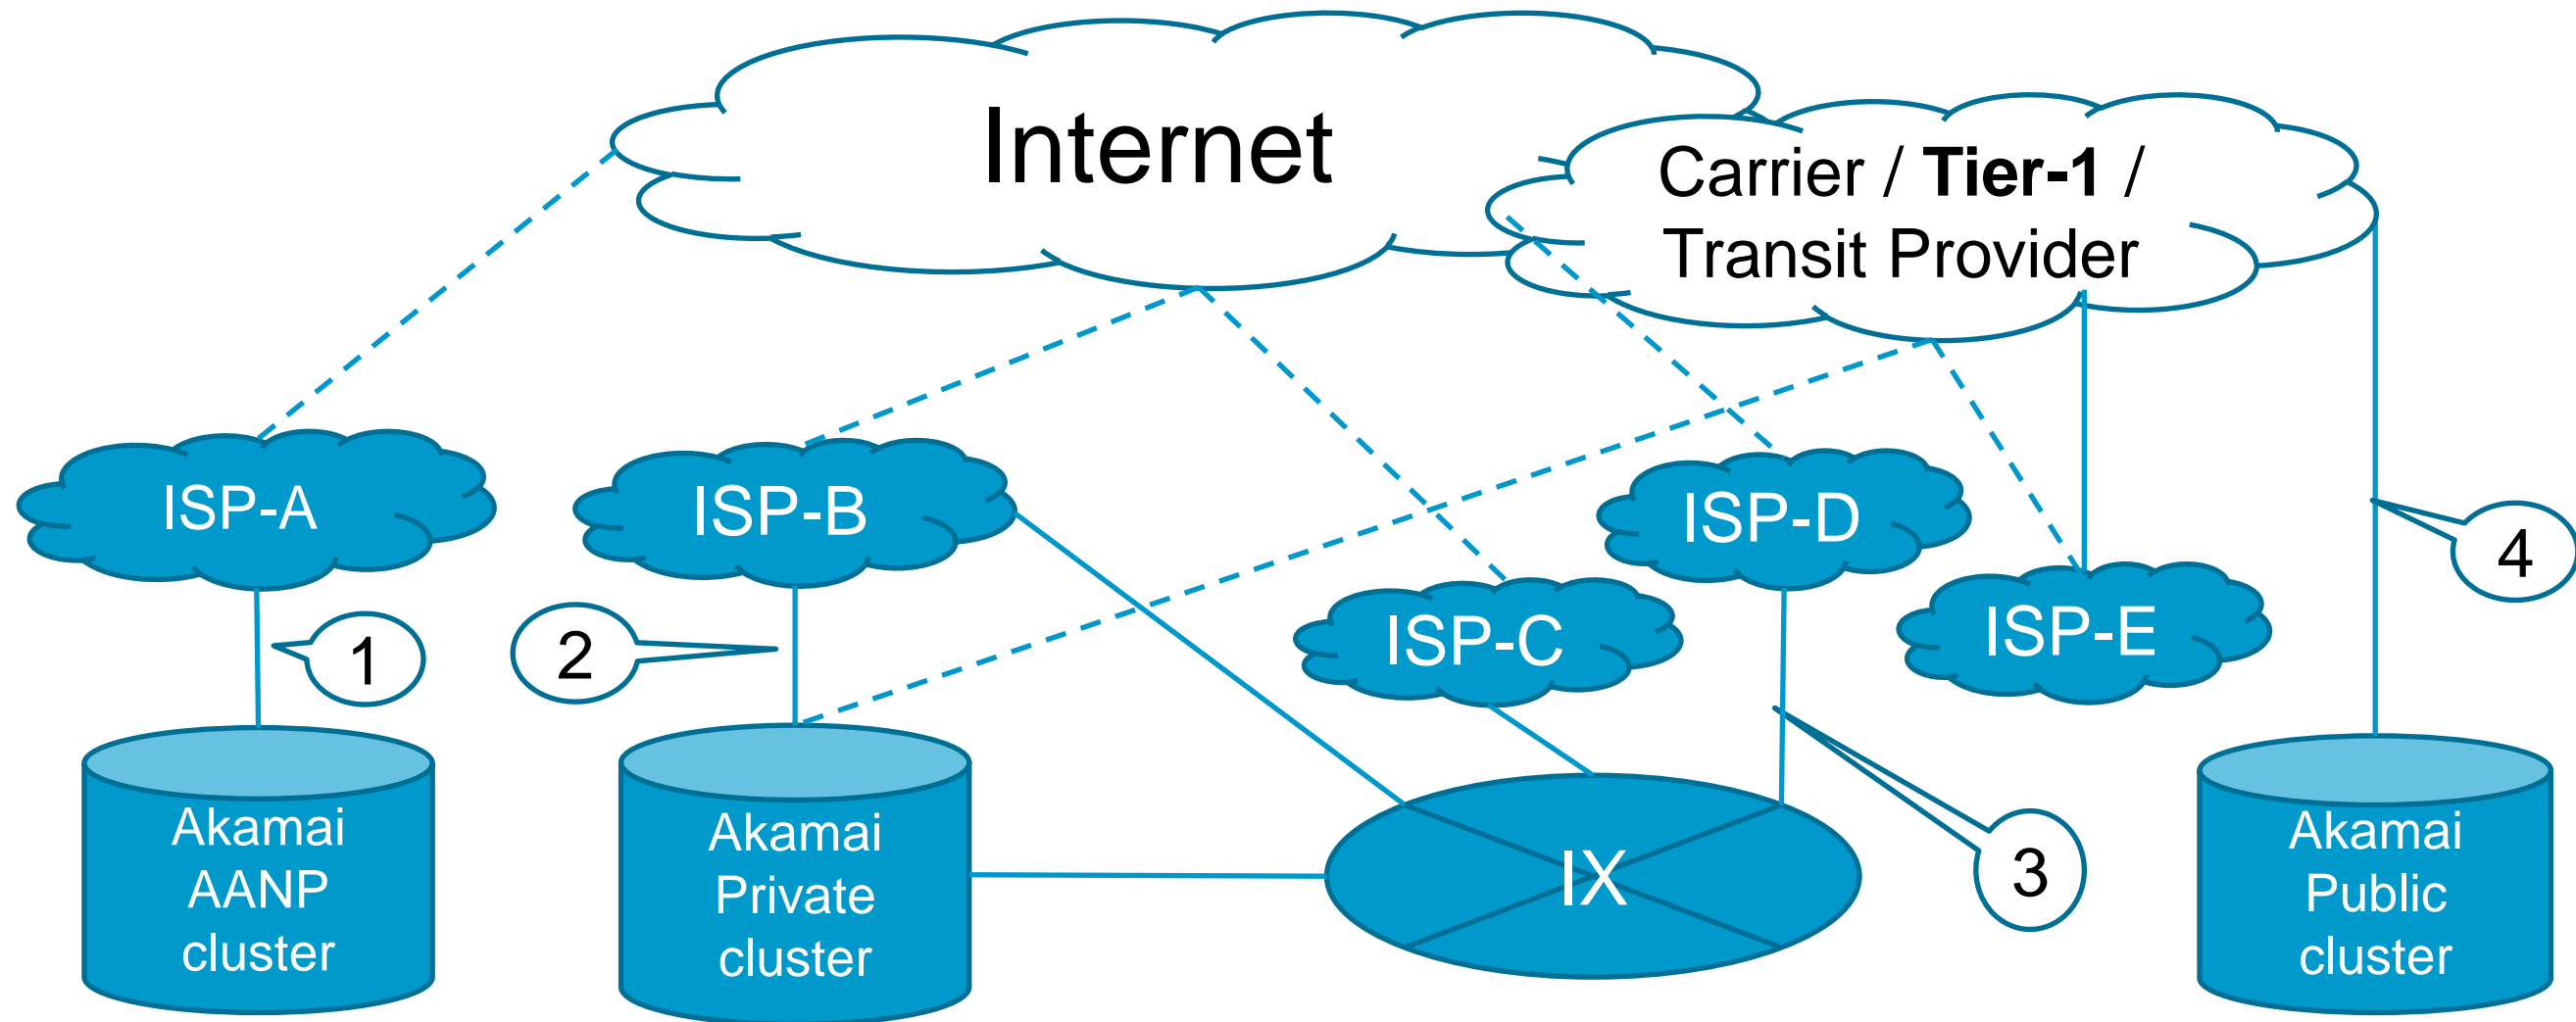 Internet
Carrier / Tier-1 /
Transit Provider
ISP-A
ISP-B
ISP-D
ISP-C
ISP-E
1
2
3
4
Akamai
AANP
cluster
Akamai
Private
cluster
IX
Akamai
Public
cluster